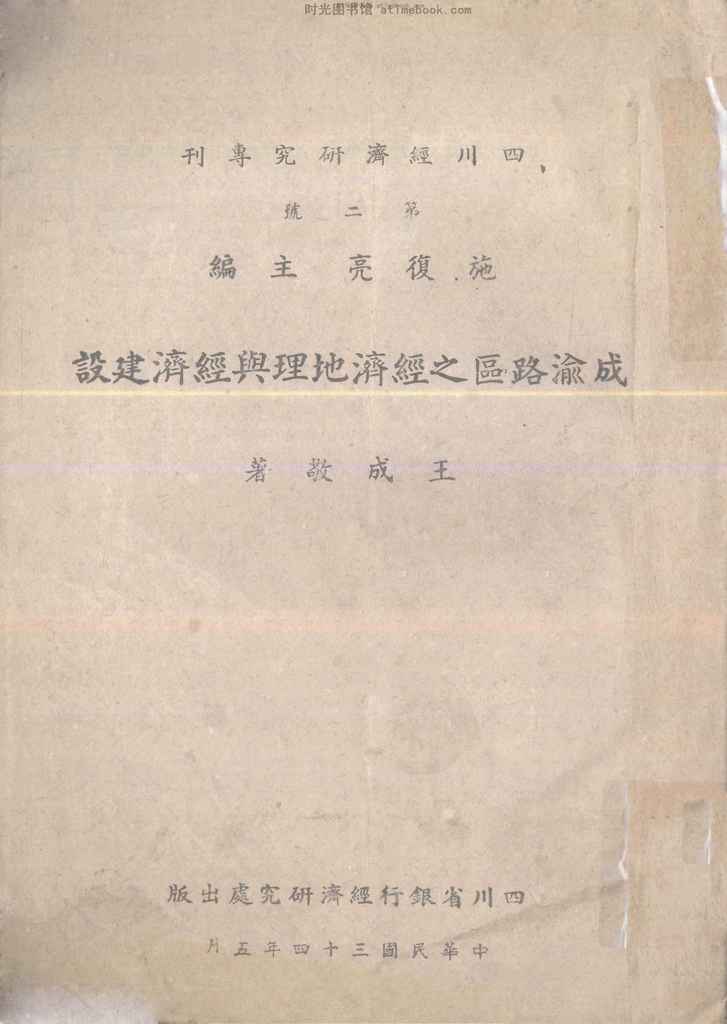 时光图书馆 atimebook.com
四川經濟研究專刊
第二號
施復亮主編
成渝路區之經濟地理與經濟建設
王成敬著
四川省銀行經濟研究處出版
中華民國三十四年五月